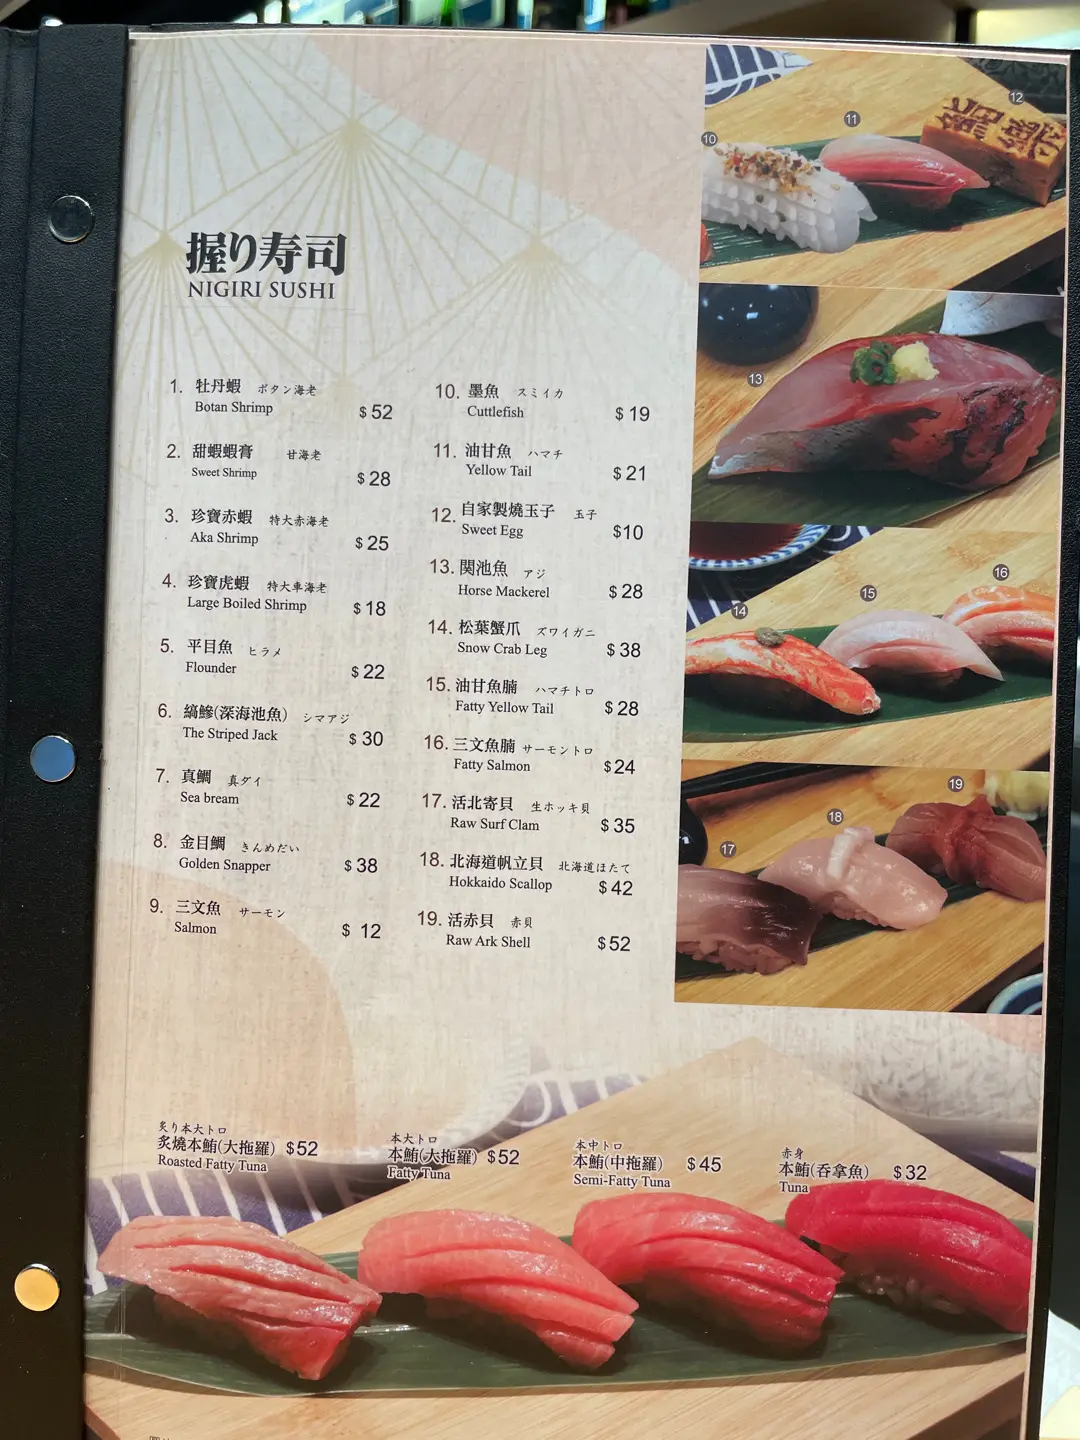 握り寿司
NIGIRI SUSHI
1. 牡丹蝦 ボタン海老
Botan Shrimp
$ 52
2. 甜蝦蝦膏 甘海老
Sweet Shrimp
$ 28
3. 珍寶赤蝦 特大赤海老
Aka Shrimp
$ 25
4. 珍寶虎蝦 特大車海老
Large Boiled Shrimp
$ 18
5. 平目魚 ヒラメ
Flounder
$ 22
6. 縞鰺(深海池魚) シマアジ
The Striped Jack
$ 30
7. 真鯛 真ダイ
Sea bream
$ 22
8. 金目鯛 きんめだい
Golden Snapper
$ 38
9. 三文魚 サーモン
Salmon
$ 12
10. 墨魚 スミイカ
Cuttlefish
$ 19
11. 油甘魚 ハマチ
Yellow Tail
$ 21
12. 自家製燒玉子 玉子
Sweet Egg
$10
13. 関池魚 アジ
Horse Mackerel
$ 28
14. 松葉蟹爪 ズワイガニ
Snow Crab Leg
$ 38
15. 油甘魚腩 ハマチトロ
Fatty Yellow Tail
$ 28
16. 三文魚腩 サーモントロ
Fatty Salmon
$ 24
17. 活北寄貝 生ホッキ貝
Raw Surf Clam
$ 35
18. 北海道帆立貝 北海道ほたて
Hokkaido Scallop
$ 42
19. 活赤貝 赤貝
Raw Ark Shell
$ 52
10
11
12
13
14
15
16
17
18
19
炙り本大トロ
炙燒本鮪(大拖羅) $ 52
Roasted Fatty Tuna
本大トロ
本鮪(大拖羅) $ 52
Fatty Tuna
本中トロ
本鮪(中拖羅) $ 45
Semi-Fatty Tuna
赤身
本鮪(吞拿魚) $ 32
Tuna